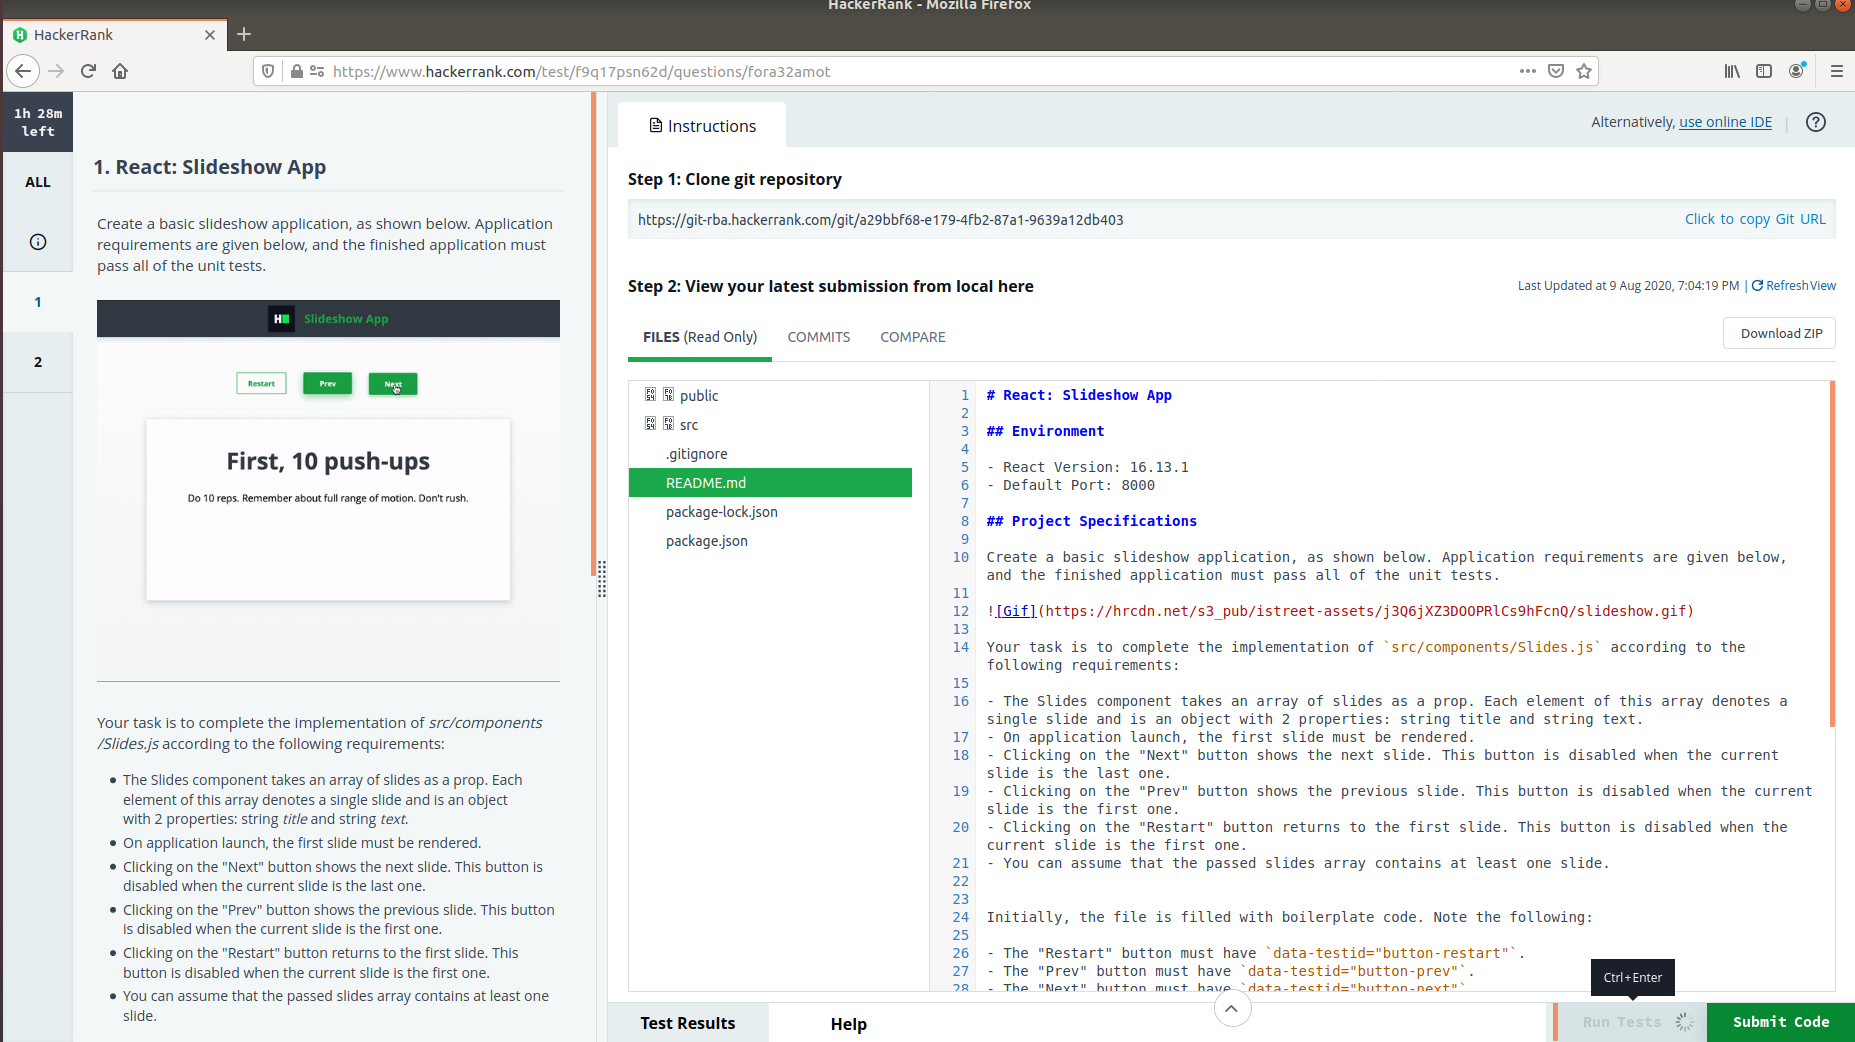 HackerRank - Mozilla Firefox
HackerRank
https://www.hackerrank.com/test/f9q17psn62d/questions/fora32amot
1h 28m
left
ALL
1
2
1. React: Slideshow App
Create a basic slideshow application, as shown below. Application
requirements are given below, and the finished application must
pass all of the unit tests.
H
Slideshow App
Restart
Prev
Next
First, 10 push-ups
Do 10 reps. Remember about full range of motion. Don't rush.
Your task is to complete the implementation of src/components
/Slides.js according to the following requirements:
The Slides component takes an array of slides as a prop. Each
element of this array denotes a single slide and is an object
with 2 properties: string title and string text.
On application launch, the first slide must be rendered.
Clicking on the "Next" button shows the next slide. This button is
disabled when the current slide is the last one.
Clicking on the "Prev" button shows the previous slide. This button
is disabled when the current slide is the first one.
Clicking on the "Restart" button returns to the first slide. This
button is disabled when the current slide is the first one.
You can assume that the passed slides array contains at least one
slide.
Instructions
Alternatively, use online IDE
Step 1: Clone git repository
https://git-rba.hackerrank.com/git/a29bbf68-e179-4fb2-87a1-9639a12db403
Click to copy Git URL
Step 2: View your latest submission from local here
Last Updated at 9 Aug 2020, 7:04:19 PM | Refresh View
FILES (Read Only)
COMMITS
COMPARE
Download ZIP
public
src
.gitignore
README.md
package-lock.json
package.json
1 # React: Slideshow App
2
3 ## Environment
4
5 - React Version: 16.13.1
6 - Default Port: 8000
7
8 ## Project Specifications
9
10 Create a basic slideshow application, as shown below. Application requirements are given below,
and the finished application must pass all of the unit tests.
11
12 ![Gif](https://hrcdn.net/s3_pub/istreet-assets/j3Q6jXZ3DOOPRlCs9hFcnQ/slideshow.gif)
13
14 Your task is to complete the implementation of `src/components/Slides.js` according to the
following requirements:
15
16 - The Slides component takes an array of slides as a prop. Each element of this array denotes a
single slide and is an object with 2 properties: string title and string text.
17 - On application launch, the first slide must be rendered.
18 - Clicking on the "Next" button shows the next slide. This button is disabled when the current
slide is the last one.
19 - Clicking on the "Prev" button shows the previous slide. This button is disabled when the current
slide is the first one.
20 - Clicking on the "Restart" button returns to the first slide. This button is disabled when the
current slide is the first one.
21 - You can assume that the passed slides array contains at least one slide.
22
23
24 Initially, the file is filled with boilerplate code. Note the following:
25
26 - The "Restart" button must have `data-testid="button-restart"`.
27 - The "Prev" button must have `data-testid="button-prev"`.
28 - The "Next" button must have `data-testid="button-next"`
Ctrl+Enter
Test Results
Help
Run Tests
Submit Code